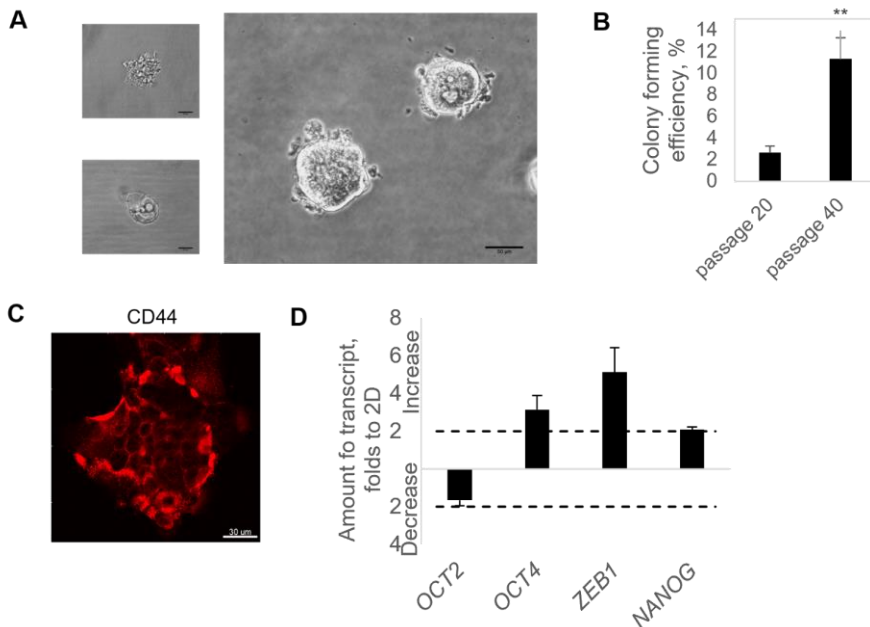 A
B
**
Colony forming
efficiency, %
14
12
10
8
6
4
2
0
passage 20
passage 40
C
CD44
30 um
D
Amount fo transcript,
folds to 2D
Decrease Increase
8
6
4
2
2
4
OCT2
OCT4
ZEB1
NANOG